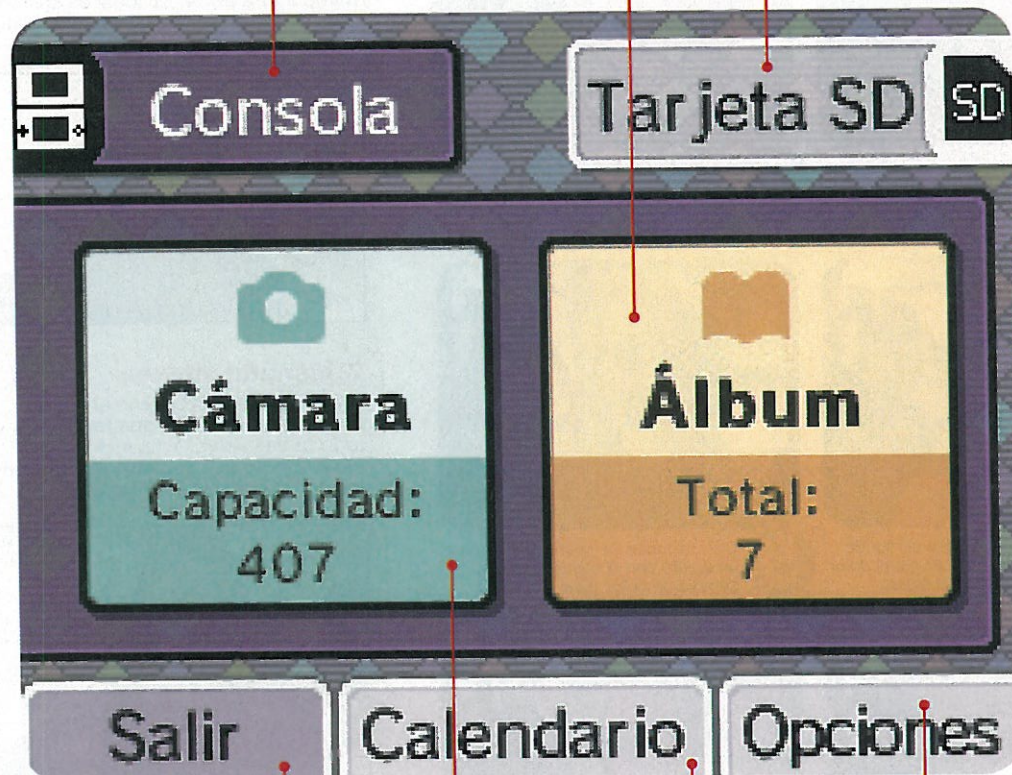 Consola
Tarjeta SD SD
Cámara
Álbum
Capacidad:
407
Total:
7
Salir
Calendario
Opciones